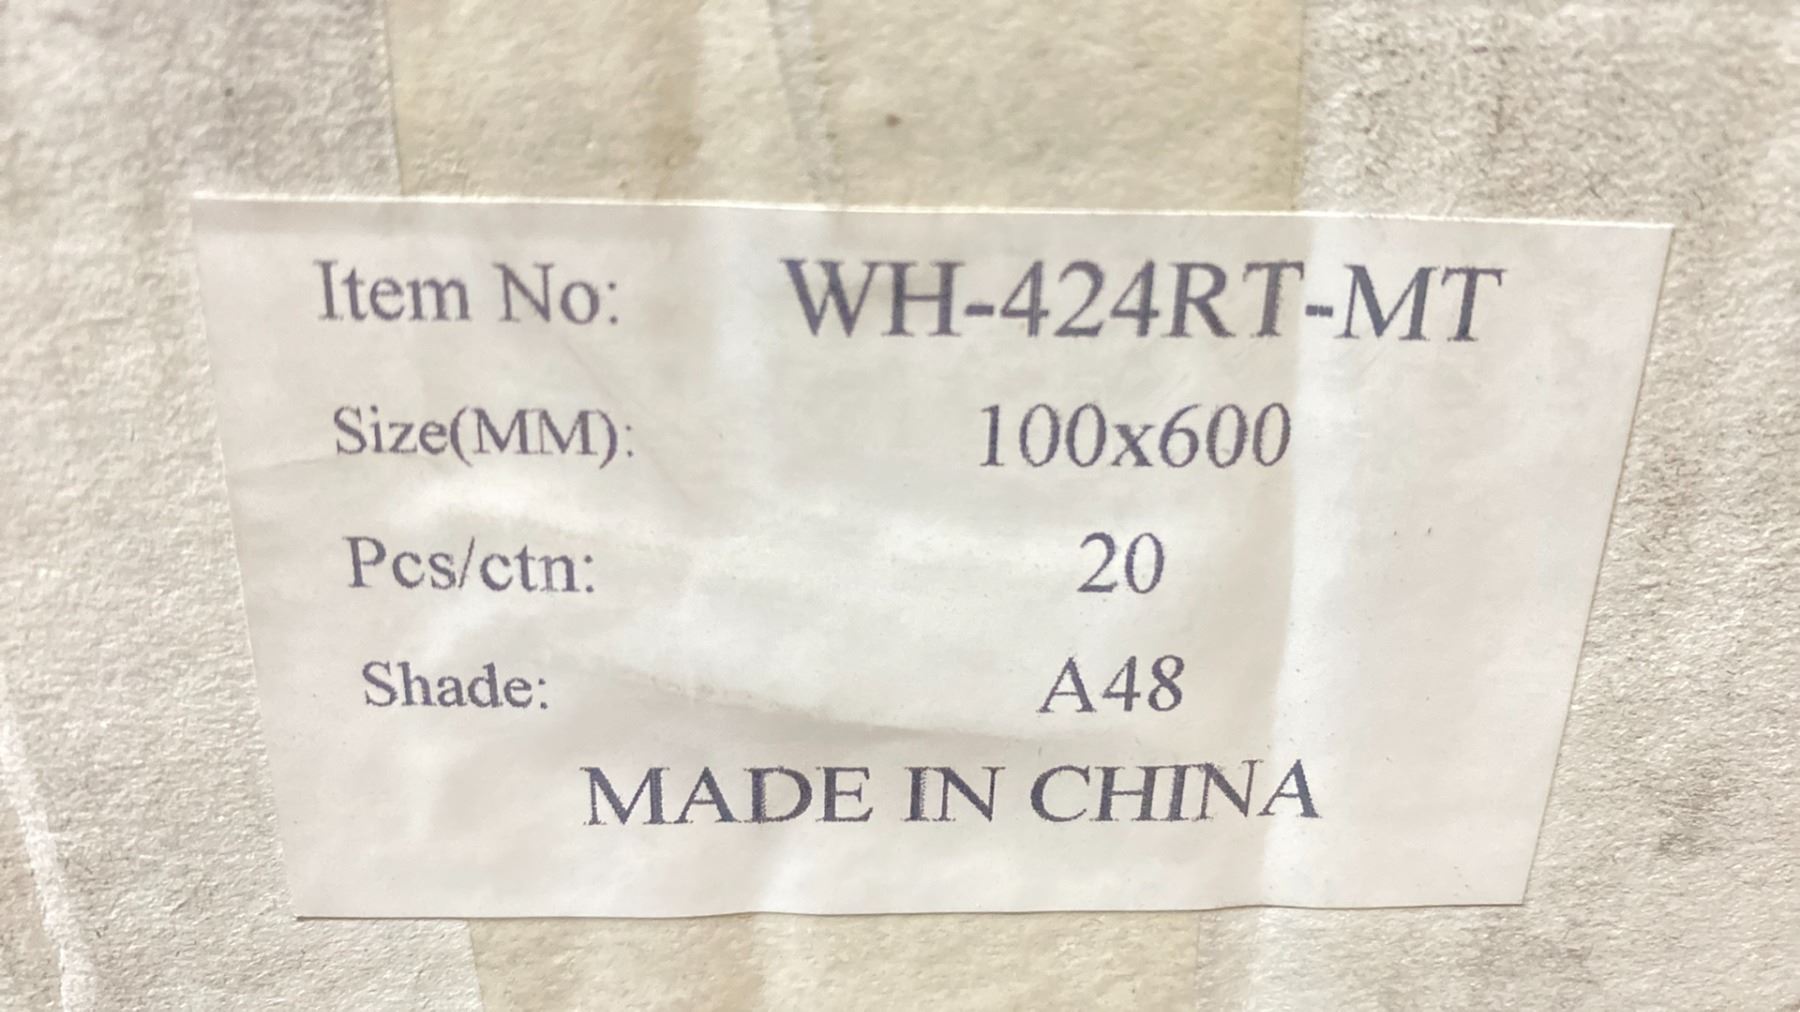 Item No: WH-424RT-MT
Size(MM): 100x600
Pcs/ctn: 20
Shade: A48
MADE IN CHINA